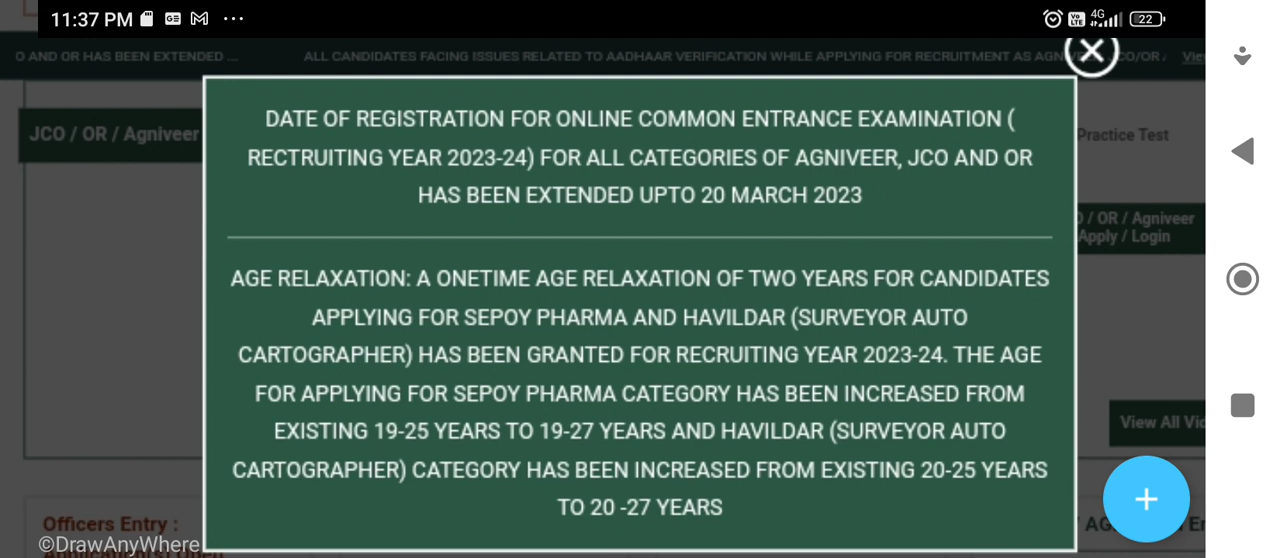 11:37 PM
4G
Vo LTE
22
O AND OR HAS BEEN EXTENDED ...
ALL CANDIDATES FACING ISSUES RELATED TO AADHAAR VERIFICATION WHILE APPLYING FOR RECRUITMENT AS
JCO / OR / Agniveer
Practice Test
/ OR / Agniveer
Apply / Login
DATE OF REGISTRATION FOR ONLINE COMMON ENTRANCE EXAMINATION (
RECTRUITING YEAR 2023-24) FOR ALL CATEGORIES OF AGNIVEER, JCO AND OR
HAS BEEN EXTENDED UPTO 20 MARCH 2023
AGE RELAXATION: A ONETIME AGE RELAXATION OF TWO YEARS FOR CANDIDATES
APPLYING FOR SEPOY PHARMA AND HAVILDAR (SURVEYOR AUTO
CARTOGRAPHER) HAS BEEN GRANTED FOR RECRUITING YEAR 2023-24. THE AGE
FOR APPLYING FOR SEPOY PHARMA CATEGORY HAS BEEN INCREASED FROM
EXISTING 19-25 YEARS TO 19-27 YEARS AND HAVILDAR (SURVEYOR AUTO
CARTOGRAPHER) CATEGORY HAS BEEN INCREASED FROM EXISTING 20-25 YEARS
TO 20 -27 YEARS
View All
Officers Entry :
©DrawAnyWhere